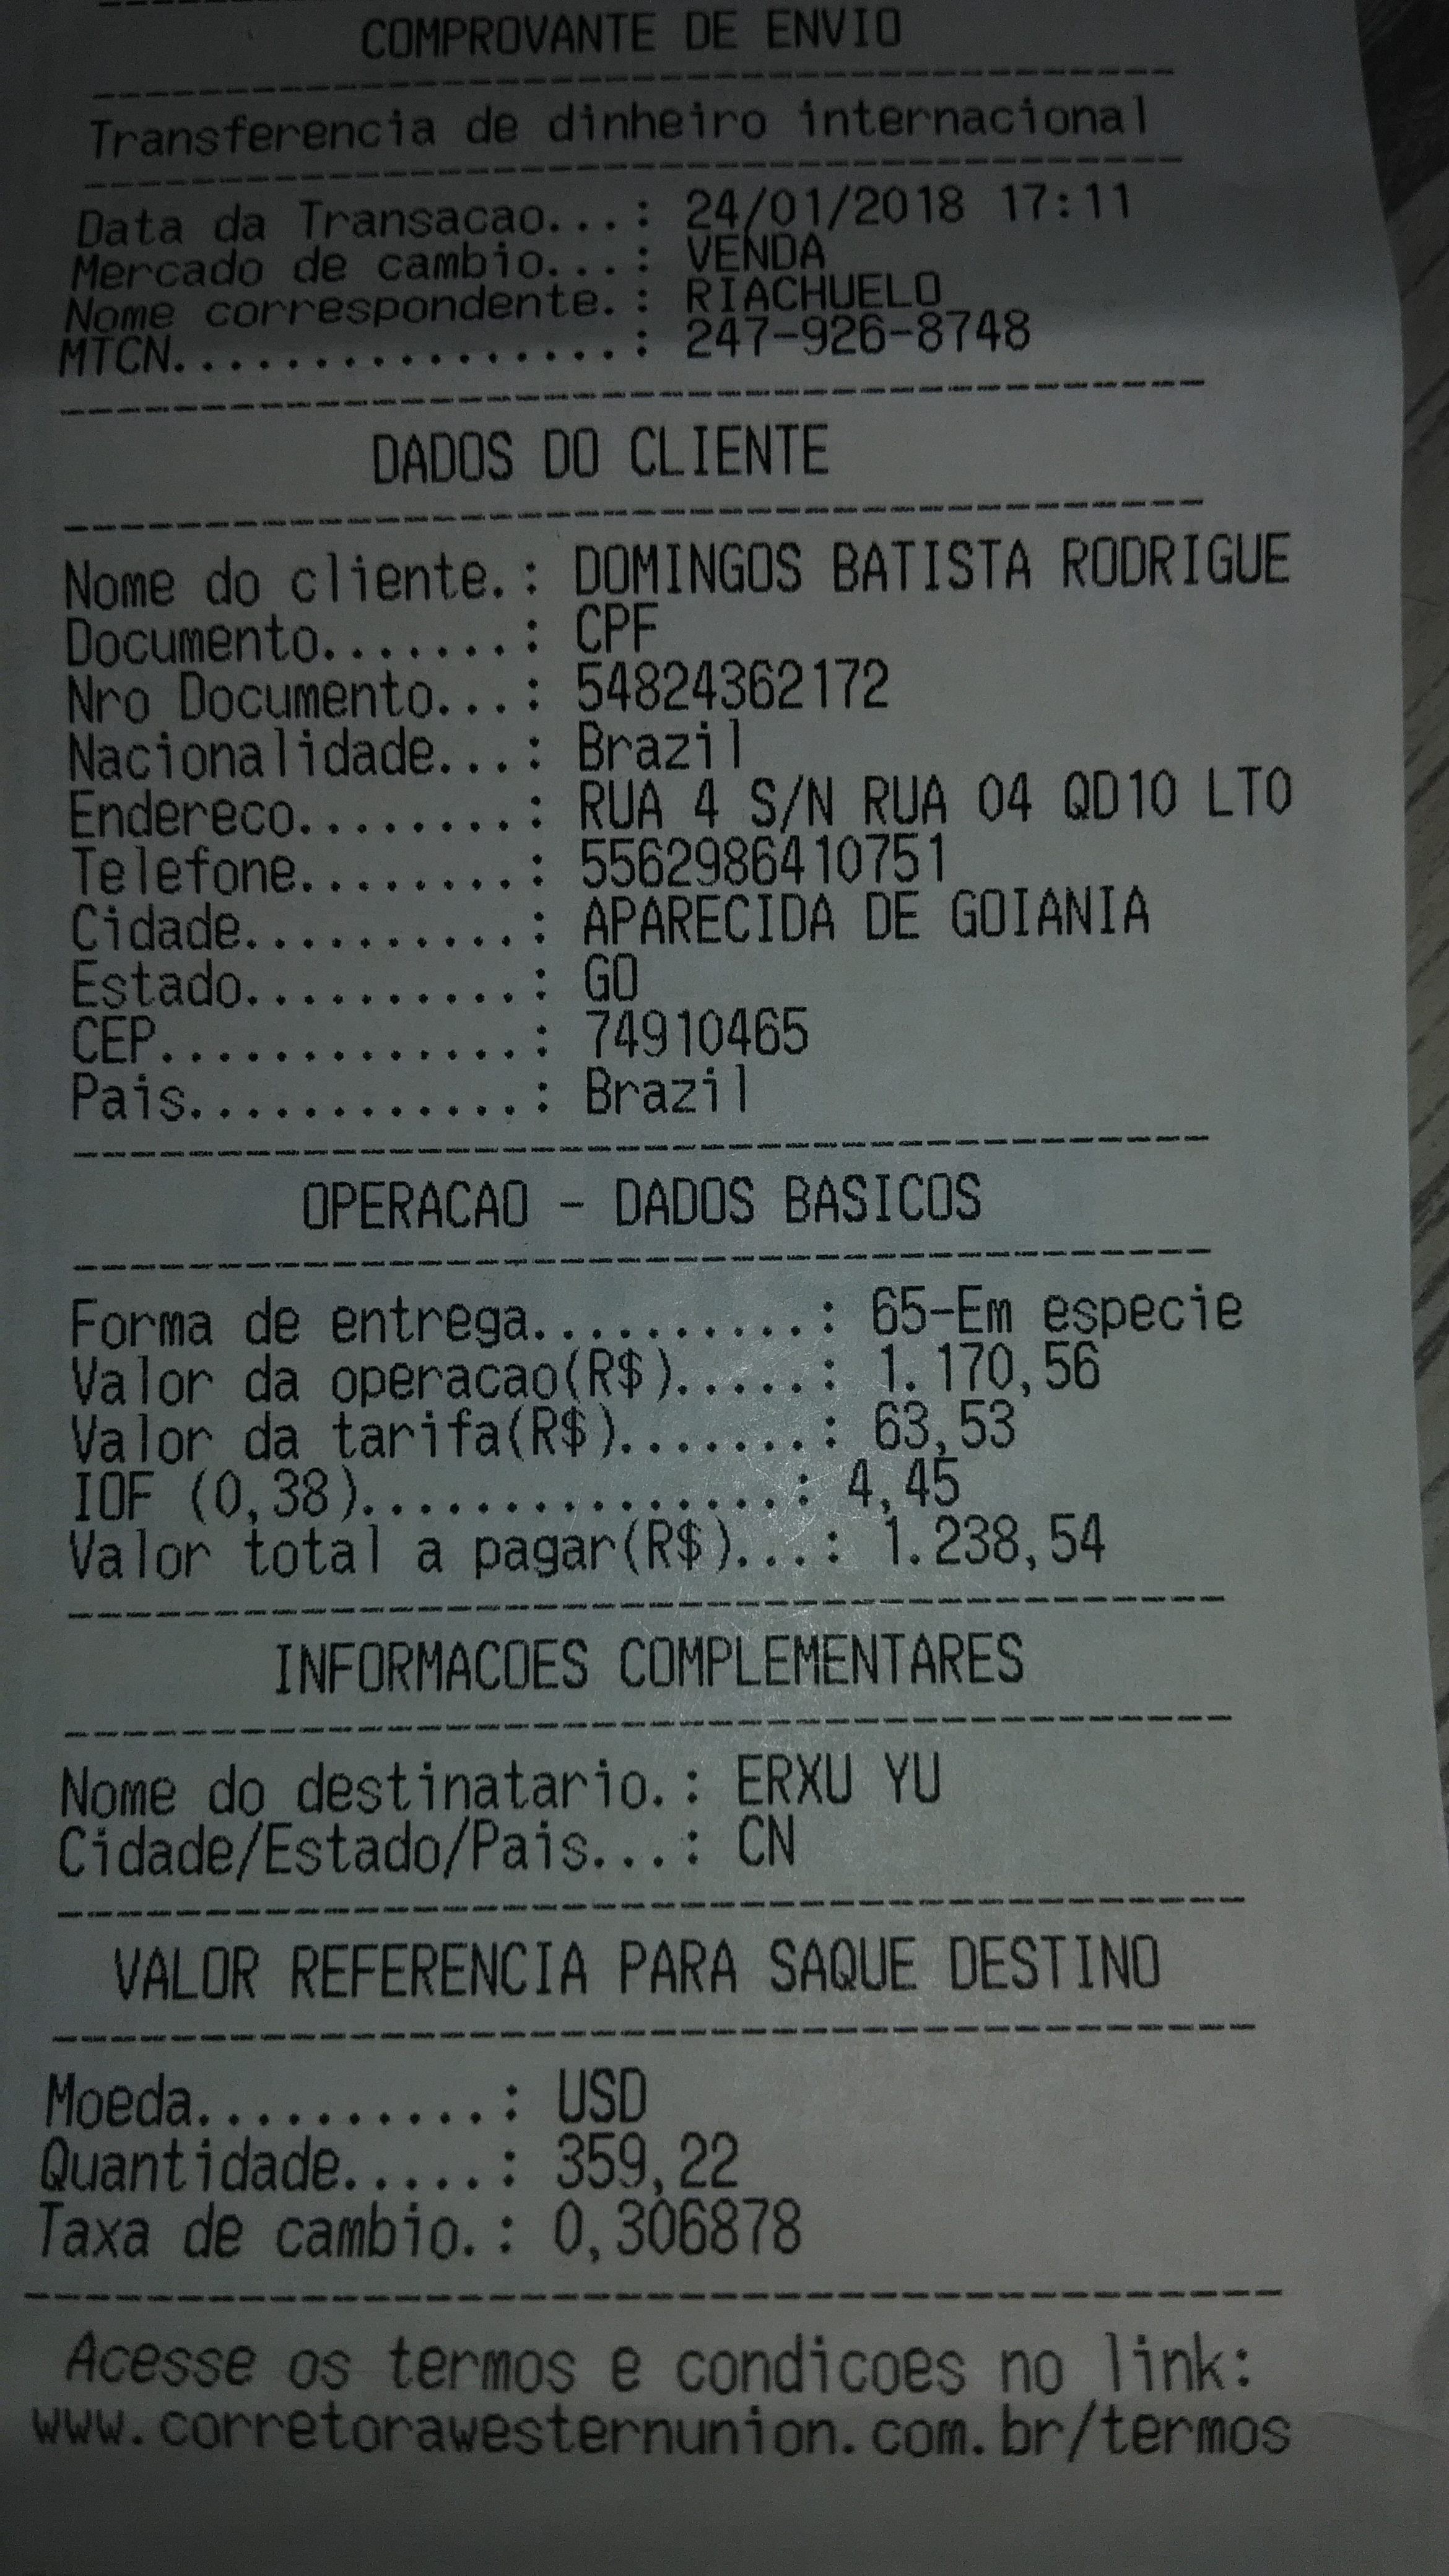 COMPROVANTE DE ENVIO
Transferencia de dinheiro internacional
Data da Transacao...: 24/01/2018 17:11
Mercado de cambio...: VENDA
Nome correspondente.: RIACHUELO
MTCN................: 247-926-8748
DADOS DO CLIENTE
Nome do cliente.: DOMINGOS BATISTA RODRIGUE
Documento.......: CPF
Nro Documento...: 54824362172
Nacionalidade...: Brazil
Endereco........: RUA 4 S/N RUA 04 QD10 LT0
Telefone........: 5562986410751
Cidade..........: APARECIDA DE GOIANIA
Estado..........: GO
CEP.............: 74910465
Pais............: Brazil
OPERACAO - DADOS BASICOS
Forma de entrega..........: 65-Em especie
Valor da operacao(R$).....: 1.170,56
Valor da tarifa(R$).......: 63,53
IOF (0,38)...............: 4,45
Valor total a pagar(R$)...: 1.238,54
INFORMACOES COMPLEMENTARES
Nome do destinatario.: ERXU YU
Cidade/Estado/Pais...: CN
VALOR REFERENCIA PARA SAQUE DESTINO
Moeda..........: USD
Quantidade.....: 359,22
Taxa de cambio.: 0,306878
Acesse os termos e condicoes no link:
www.corretorawesternunion.com.br/termos